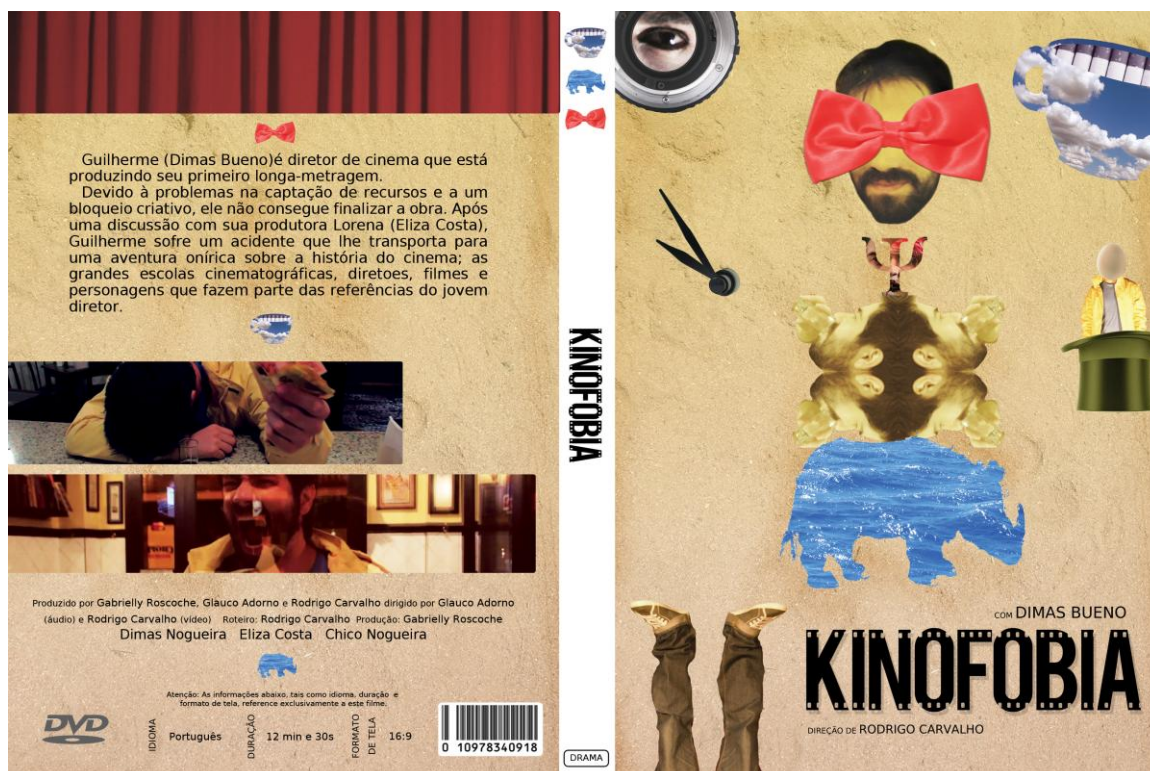 Guilherme (Dimas Bueno)é diretor de cinema que está
produzindo seu primeiro longa-metragem.
Devido à problemas na captação de recursos e a um
bloqueio criativo, ele não consegue finalizar a obra. Após
uma discussão com sua produtora Lorena (Eliza Costa),
Guilherme sofre um acidente que lhe transporta para
uma aventura onírica sobre a história do cinema; as
grandes escolas cinematográficas, diretoes, filmes e
personagens que fazem parte das referências do jovem
diretor.
Produzido por Gabrielly Roscoche, Glauco Adorno e Rodrigo Carvalho dirigido por Glauco Adorno
(áudio) e Rodrigo Carvalho (vídeo) Roteiro: Rodrigo Carvalho Produção: Gabrielly Roscoche
Dimas Nogueira Eliza Costa Chico Nogueira
Atenção: As informações abaixo, tais como idioma, duração e
formato de tela, reference exclusivamente a este filme.
DVD
IDIOMA
Português
DURAÇÃO
12 min e 30s
FORMATO
DE TELA
16:9
0 10978340918
KINOFOBIA
DRAMA
Ψ
COM DIMAS BUENO
KINOFOBIA
DIREÇÃO DE RODRIGO CARVALHO